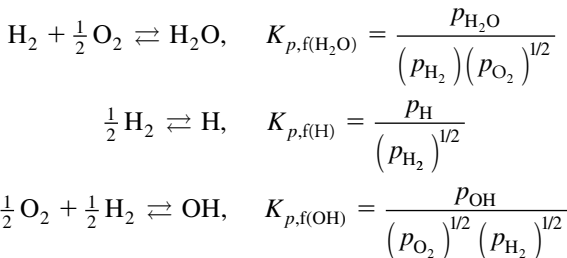 H₂ + ½ O₂ ⇄ H₂O, K_{p,f(H₂O)} = p_{H₂O} / (p_{H₂})(p_{O₂})^{1/2}
½ H₂ ⇄ H, K_{p,f(H)} = p_H / (p_{H₂})^{1/2}
½ O₂ + ½ H₂ ⇄ OH, K_{p,f(OH)} = p_{OH} / (p_{O₂})^{1/2} (p_{H₂})^{1/2}